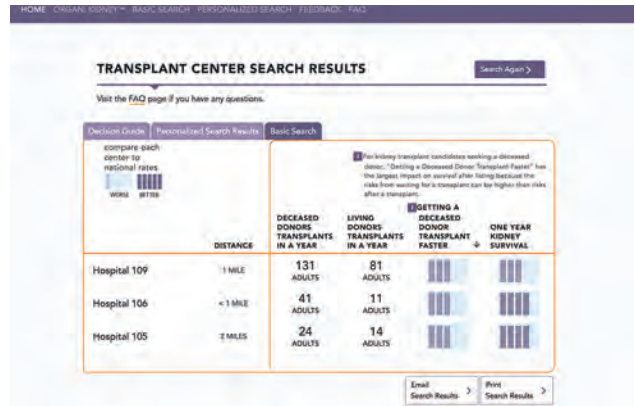 HOME ORGAN: KIDNEY BASIC SEARCH PERSONALIZED SEARCH FEEDBACK FAQ
TRANSPLANT CENTER SEARCH RESULTS
Search Again >
Visit the FAQ page if you have any questions.
Decision Guide Personalized Search Results Basic Search
compare each
center to
national rates
WORSE BETTER
i For kidney transplant candidates seeking a deceased
donor, "Getting a Deceased Donor Transplant Faster" has
the largest impact on survival after listing because the
risks from waiting for a transplant can be higher than risks
after a transplant.
DISTANCE
DECEASED
DONORS
TRANSPLANTS
IN A YEAR
LIVING
DONORS
TRANSPLANTS
IN A YEAR
i GETTING A
DECEASED
DONOR
TRANSPLANT
FASTER ↓
ONE YEAR
KIDNEY
SURVIVAL
Hospital 109 1 MILE 131 ADULTS 81 ADULTS
Hospital 106 < 1 MILE 41 ADULTS 11 ADULTS
Hospital 105 2 MILES 24 ADULTS 14 ADULTS
Email
Search Results >
Print
Search Results >